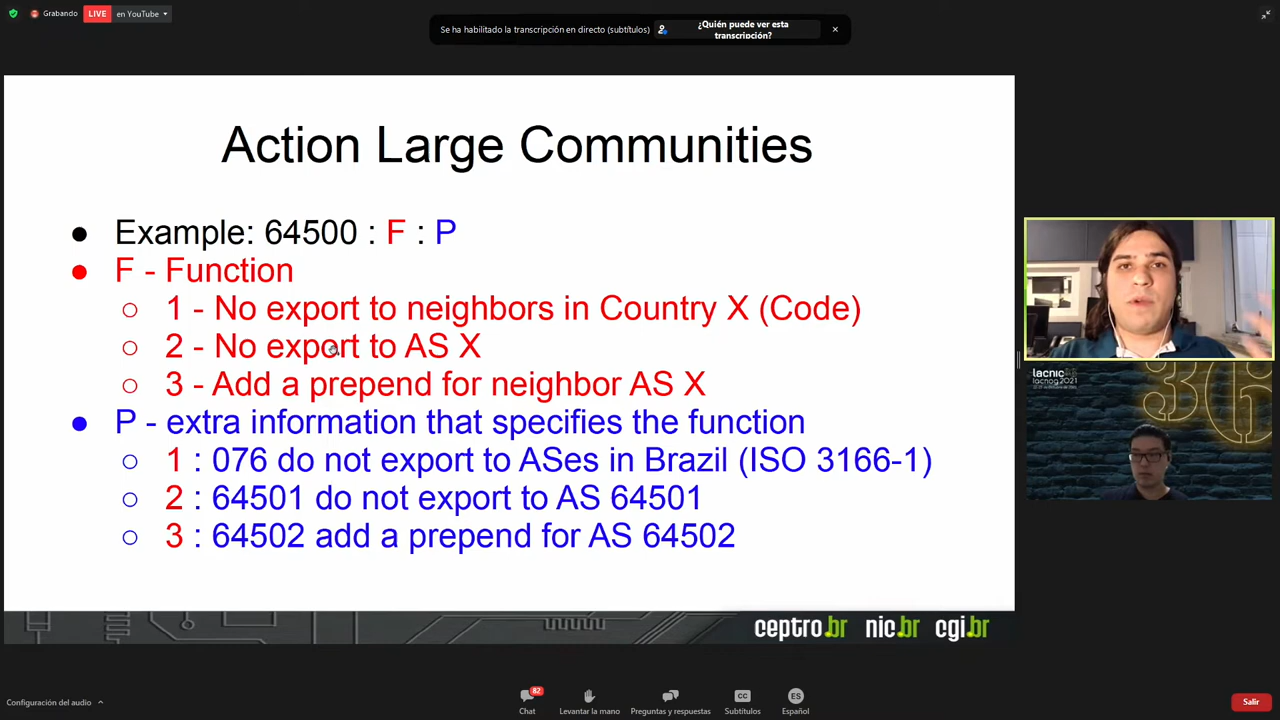 Grabando
LIVE
en YouTube
Se ha habilitado la transcripción en directo (subtítulos)
¿Quién puede ver esta
transcripción?
Action Large Communities
Example: 64500 : F : P
F - Function
1 - No export to neighbors in Country X (Code)
2 - No export to AS X
3 - Add a prepend for neighbor AS X
P - extra information that specifies the function
1 : 076 do not export to ASes in Brazil (ISO 3166-1)
2 : 64501 do not export to AS 64501
3 : 64502 add a prepend for AS 64502
ceptro.br nic.br cgi.br
lacnic
lacnog 2021
36
Configuración del audio
82
Chat
Levantar la mano
Preguntas y respuestas
CC
Subtítulos
ES
Español
Salir